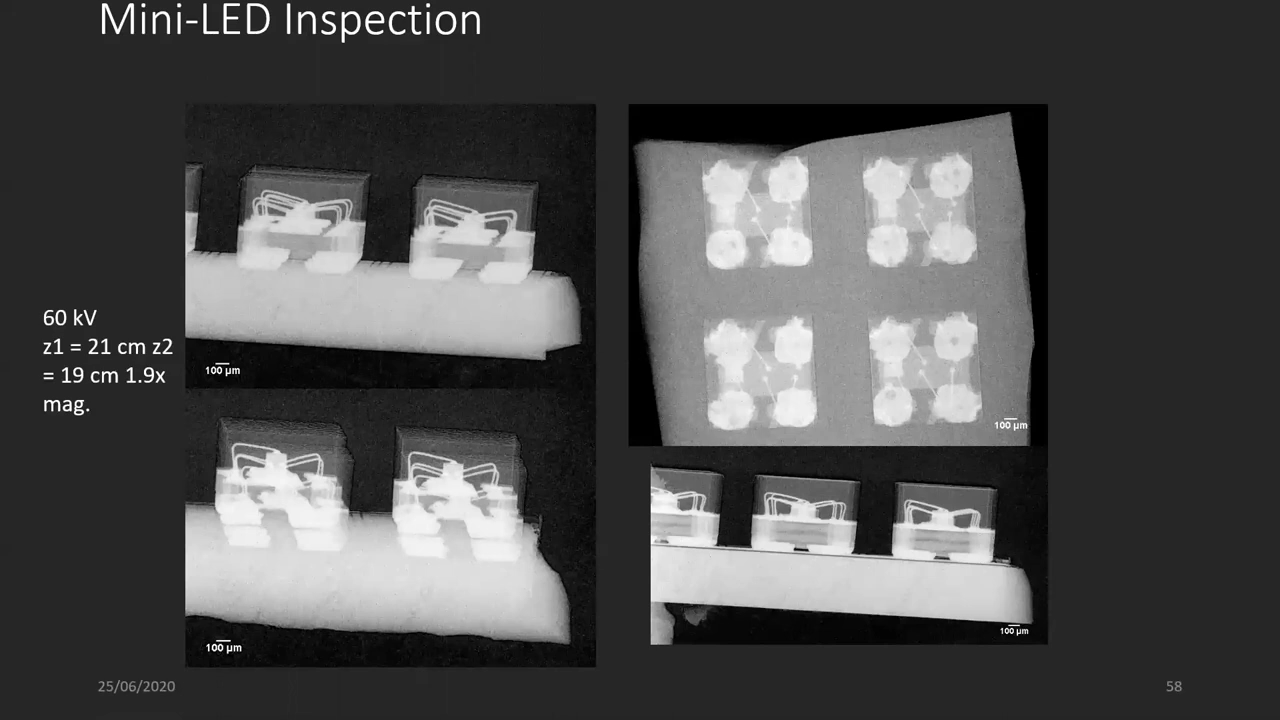 Mini-LED Inspection
60 kV
z1 = 21 cm z2
= 19 cm 1.9x
mag.
100 µm
100 µm
100 µm
100 µm
25/06/2020
58